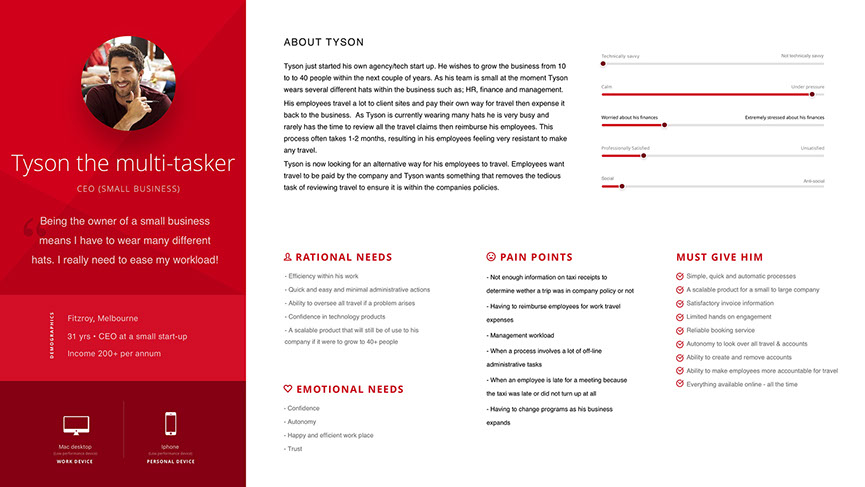 Tyson the multi-tasker
CEO (SMALL BUSINESS)
“
Being the owner of a small business
means I have to wear many different
hats. I really need to ease my workload!
DEMOGRAPHICS
Fitzroy, Melbourne
31 yrs • CEO at a small start-up
Income 200+ per annum
Mac desktop
(Low performance device)
WORK DEVICE
Iphone
(Low performance device)
PERSONAL DEVICE
ABOUT TYSON
Tyson just started his own agency/tech start up. He wishes to grow the business from 10
to to 40 people within the next couple of years. As his team is small at the moment Tyson
wears several different hats within the business such as; HR, finance and management.
His employees travel a lot to client sites and pay their own way for travel then expense it
back to the business. As Tyson is currently wearing many hats he is very busy and
rarely has the time to review all the travel claims then reimburse his employees. This
process often takes 1-2 months, resulting in his employees feeling very resistant to make
any travel.
Tyson is now looking for an alternative way for his employees to travel. Employees want
travel to be paid by the company and Tyson wants something that removes the tedious
task of reviewing travel to ensure it is within the companies policies.
Technically savvy
Not technically savvy
Calm
Under pressure
Worried about his finances
Extremely stressed about his finances
Professionally Satisfied
Unsatisfied
Social
Anti-social
RATIONAL NEEDS
- Efficiency within his work
- Quick and easy and minimal administrative actions
- Ability to oversee all travel if a problem arises
- Confidence in technology products
- A scalable product that will still be of use to his
company if it were to grow to 40+ people
EMOTIONAL NEEDS
- Confidence
- Autonomy
- Happy and efficient work place
- Trust
PAIN POINTS
- Not enough information on taxi receipts to
determine wether a trip was in company policy or not
- Having to reimburse employees for work travel
expenses
- Management workload
- When a process involves a lot of off-line
administrative tasks
- When an employee is late for a meeting because
the taxi was late or did not turn up at all
- Having to change programs as his business
expands
MUST GIVE HIM
Simple, quick and automatic processes
A scalable product for a small to large company
Satisfactory invoice information
Limited hands on engagement
Reliable booking service
Autonomy to look over all travel & accounts
Ability to create and remove accounts
Ability to make employees more accountable for travel
Everything available online - all the time